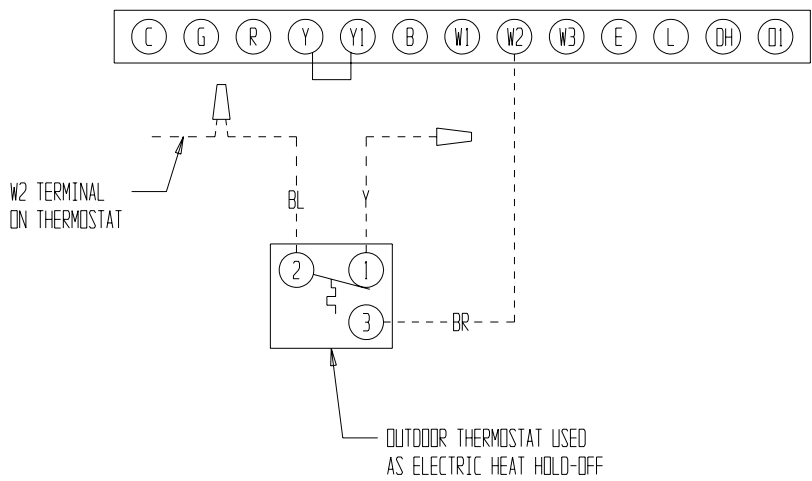 C G R Y Y1 B W1 W2 W3 E L DH O1
W2 TERMINAL
ON THERMOSTAT
BL
Y
2
1
3
BR
OUTDOOR THERMOSTAT USED
AS ELECTRIC HEAT HOLD-OFF